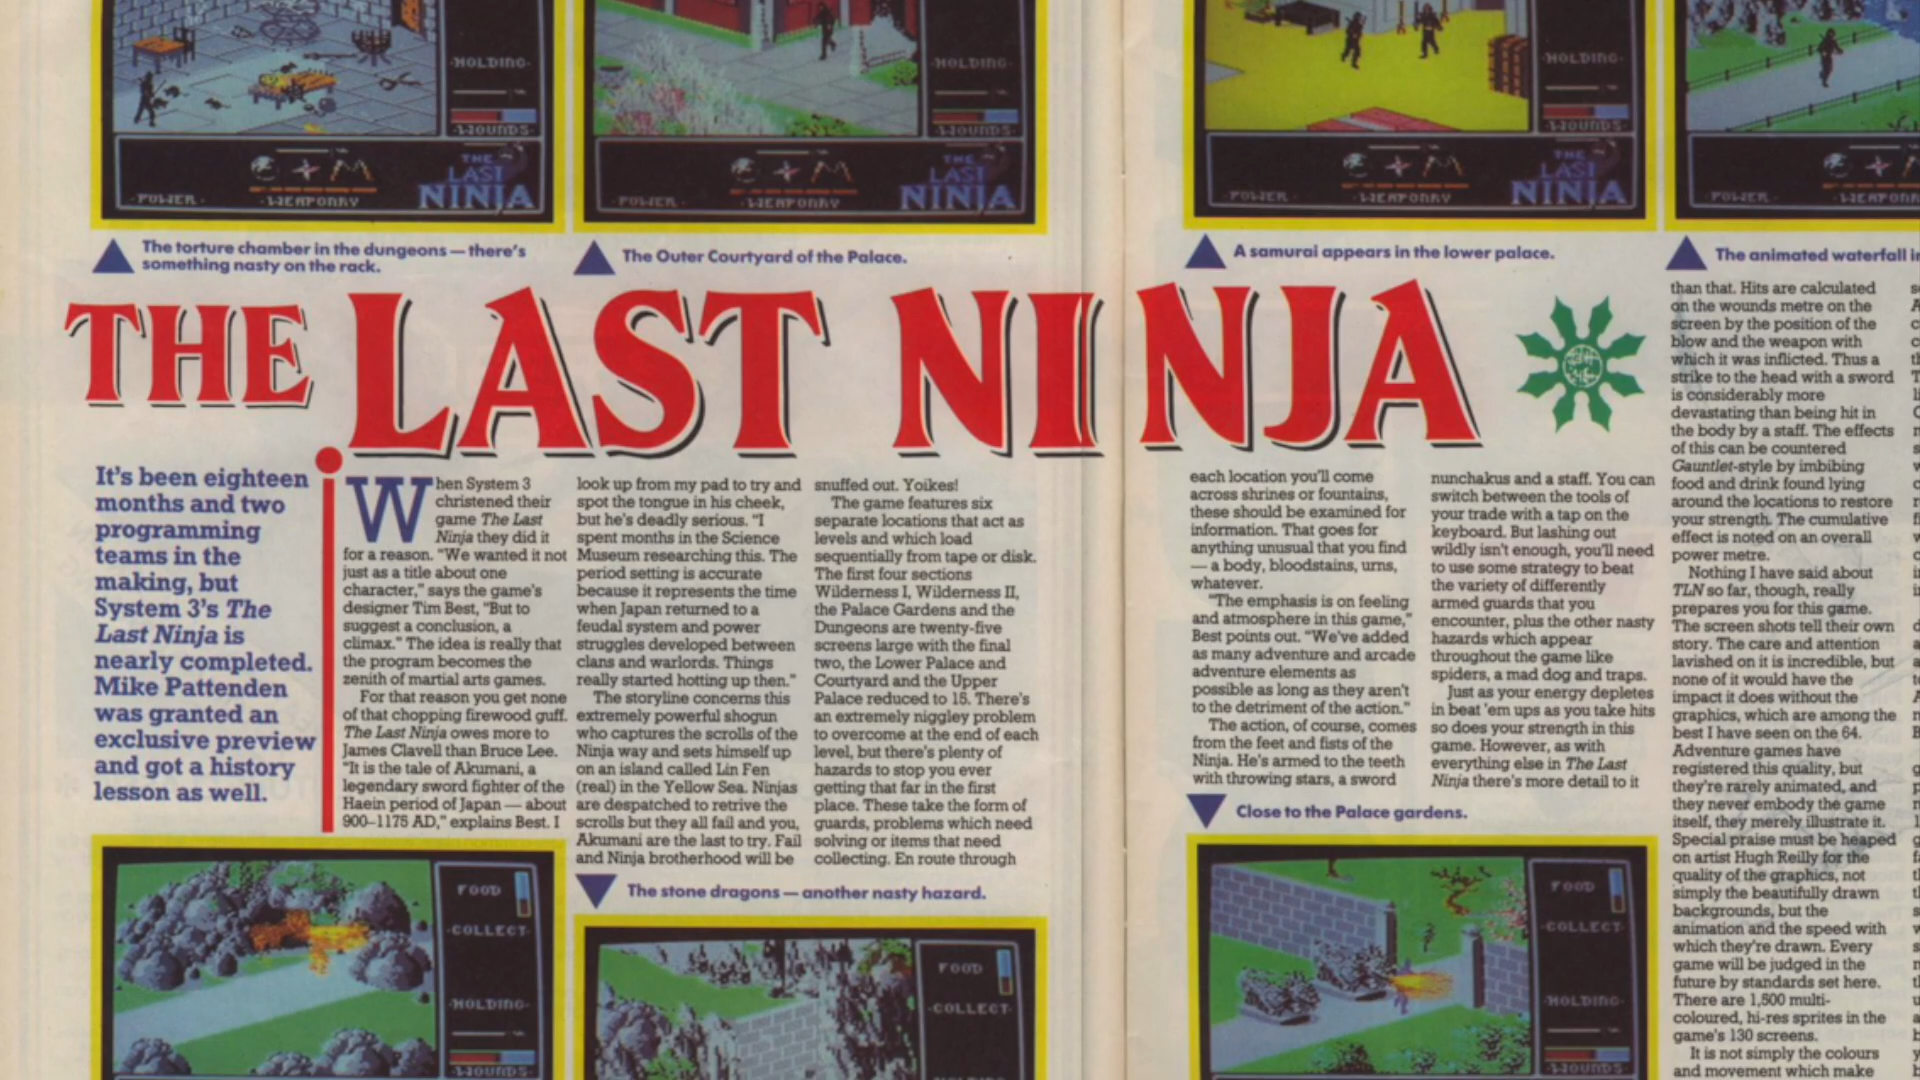 HOLDING
WOUNDS
POWER
WEAPONRY
THE
LAST
NINJA
HOLDING
WOUNDS
POWER
WEAPONRY
THE
LAST
NINJA
HOLDING
WOUNDS
POWER
WEAPONRY
THE
LAST
NINJA
POWER
The torture chamber in the dungeons — there's
something nasty on the rack.
The Outer Courtyard of the Palace.
A samurai appears in the lower palace.
The animated waterfall
THE LAST NINJA
It's been eighteen
months and two
programming
teams in the
making, but
System 3's The
Last Ninja is
nearly completed.
Mike Pattenden
was granted an
exclusive preview
and got a history
lesson as well.
When System 3
christened their
game The Last
Ninja they did it
for a reason. "We wanted it not
just as a title about one
character," says the game's
designer Tim Best, "But to
suggest a conclusion, a
climax." The idea is really that
the program becomes the
zenith of martial arts games.
For that reason you get none
of that chopping firewood guff.
The Last Ninja owes more to
James Clavell than Bruce Lee.
"It is the tale of Akumani, a
legendary sword fighter of the
Haein period of Japan — about
900–1175 AD," explains Best. I
look up from my pad to try and
spot the tongue in his cheek,
but he's deadly serious. "I
spent months in the Science
Museum researching this. The
period setting is accurate
because it represents the time
when Japan returned to a
feudal system and power
struggles developed between
clans and warlords. Things
really started hotting up then."
The storyline concerns this
extremely powerful shogun
who captures the scrolls of the
Ninja way and sets himself up
on an island called Lin Fen
(real) in the Yellow Sea. Ninjas
are despatched to retrive the
scrolls but they all fail and you,
Akumani are the last to try. Fail
and Ninja brotherhood will be
snuffed out. Yoikes!
The game features six
separate locations that act as
levels and which load
sequentially from tape or disk.
The first four sections
Wilderness I, Wilderness II,
the Palace Gardens and the
Dungeons are twenty-five
screens large with the final
two, the Lower Palace and
Courtyard and the Upper
Palace reduced to 15. There's
an extremely niggley problem
to overcome at the end of each
level, but there's plenty of
hazards to stop you ever
getting that far in the first
place. These take the form of
guards, problems which need
solving or items that need
collecting. En route through
each location you'll come
across shrines or fountains,
these should be examined for
information. That goes for
anything unusual that you find
— a body, bloodstains, urns,
whatever.
"The emphasis is on feeling
and atmosphere in this game,"
Best points out. "We've added
as many adventure and arcade
adventure elements as
possible as long as they aren't
to the detriment of the action."
The action, of course, comes
from the feet and fists of the
Ninja. He's armed to the teeth
with throwing stars, a sword
nunchakus and a staff. You can
switch between the tools of
your trade with a tap on the
keyboard. But lashing out
wildly isn't enough, you'll need
to use some strategy to beat
the variety of differently
armed guards that you
encounter, plus the other nasty
hazards which appear
throughout the game like
spiders, a mad dog and traps.
Just as your energy depletes
in beat 'em ups as you take hits
so does your strength in this
game. However, as with
everything else in The Last
Ninja there's more detail to it
than that. Hits are calculated
on the wounds metre on the
screen by the position of the
blow and the weapon with
which it was inflicted. Thus a
strike to the head with a sword
is considerably more
devastating than being hit in
the body by a staff. The effects
of this can be countered
Gauntlet-style by imbibing
food and drink found lying
around the locations to restore
your strength. The cumulative
effect is noted on an overall
power metre.
Nothing I have said about
TLN so far, though, really
prepares you for this game.
The screen shots tell their own
story. The care and attention
lavished on it is incredible, but
none of it would have the
impact it does without the
graphics, which are among the
best I have seen on the 64.
Adventure games have
registered this quality, but
they're rarely animated, and
they never embody the game
itself, they merely illustrate it.
Special praise must be heaped
on artist Hugh Reilly for the
quality of the graphics, not
simply the beautifully drawn
backgrounds, but the
animation and the speed with
which they're drawn. Every
game will be judged in the
future by standards set here.
There are 1,500 multi-
coloured, hi-res sprites in the
game's 130 screens.
It is not simply the colours
and movement which make
The stone dragons — another nasty hazard.
Close to the Palace gardens.
FOOD
COLLECT
HOLDING
WOUNDS
FOOD
COLLECT
FOOD
COLLECT
HOLDING
WOUNDS